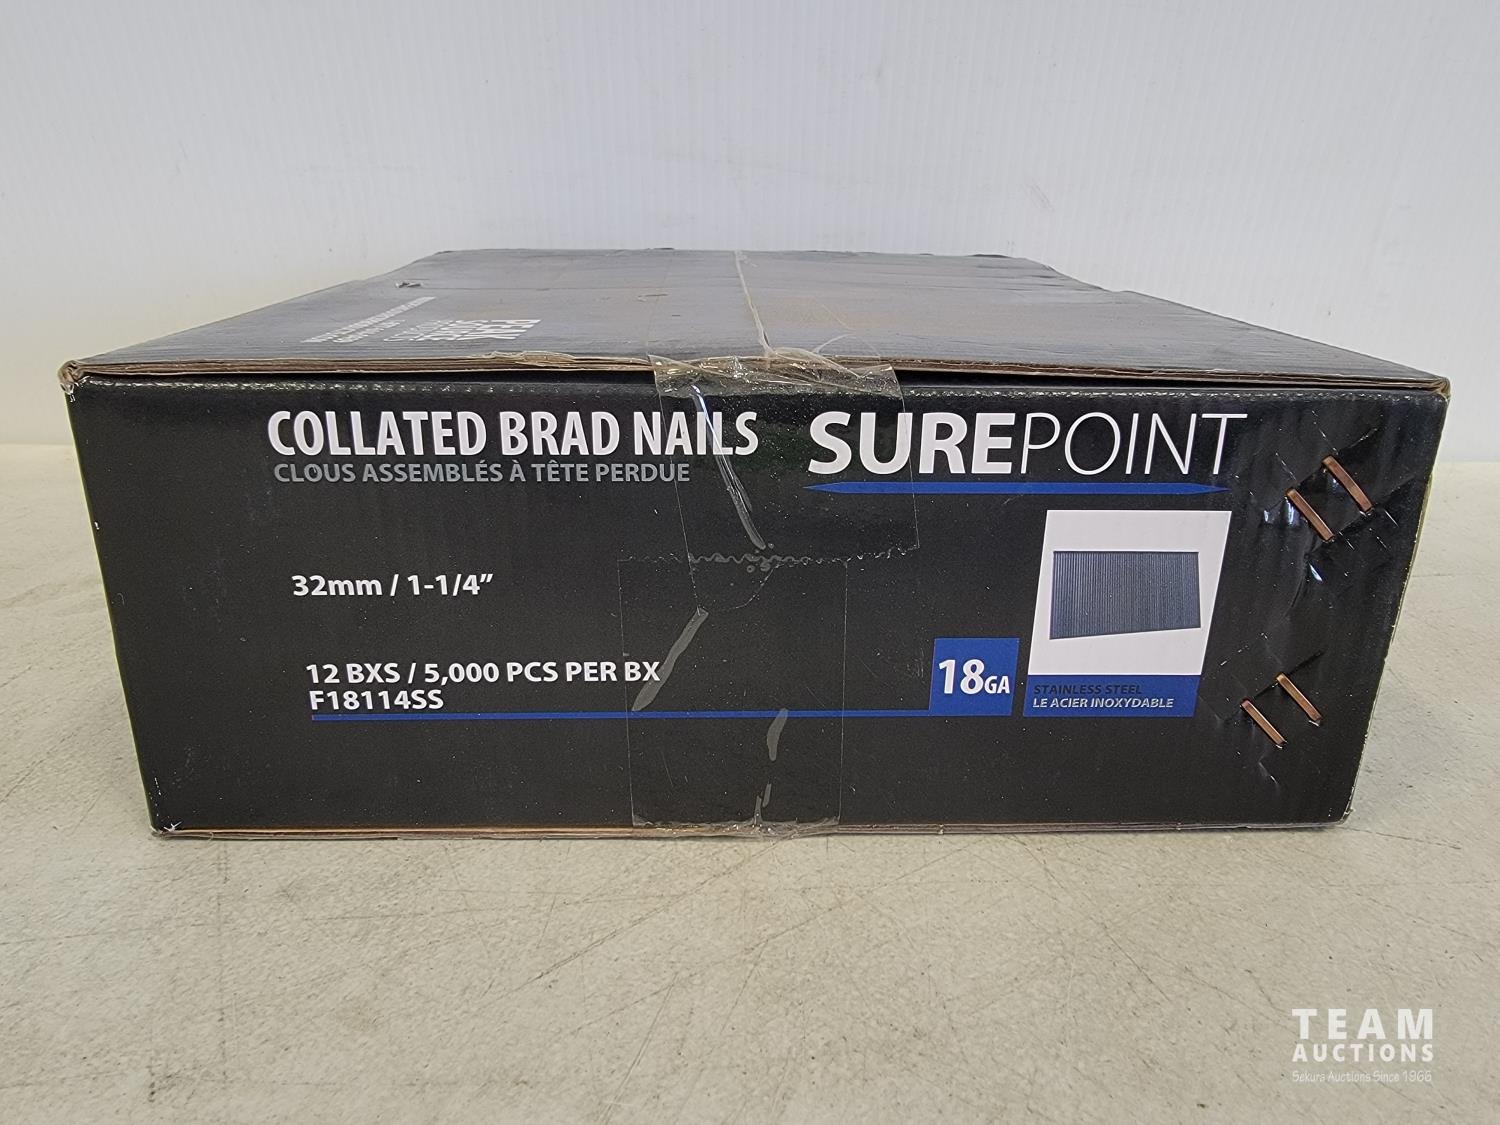 COLLATED BRAD NAILS
CLOUS ASSEMBLÉS À TÊTE PERDUE
SUREPOINT
32mm / 1-1/4"
12 BXS / 5,000 PCS PER BX
F18114SS
18GA
STAINLESS STEEL
LE ACIER INOXYDABLE
TEAM
AUCTIONS
Sekura Auctions Since 1966